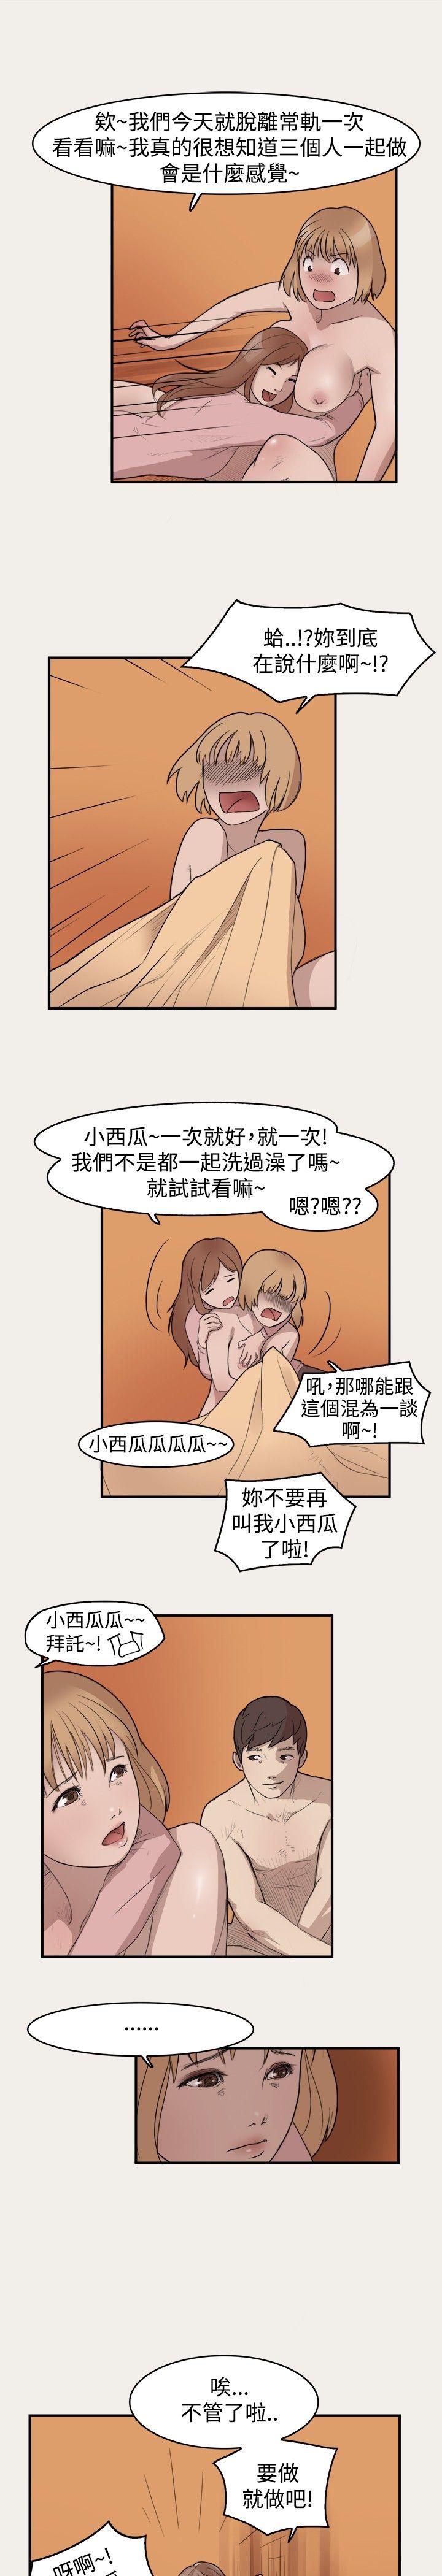 欸~我們今天就脫離常軌一次
看看嘛~我真的很想知道三個人一起做
會是什麼感覺~
蛤..!?妳到底
在說什麼啊~!?
小西瓜~一次就好,就一次!
我們不是都一起洗過澡了嗎~
就試試看嘛~
嗯?嗯??
吼,那哪能跟
這個混為一談
啊~!
小西瓜瓜瓜瓜~~
妳不要再
叫我小西瓜
了啦!
小西瓜瓜~~
拜託~!
......
唉...
不管了啦..
要做
就做吧!
呀啊~!